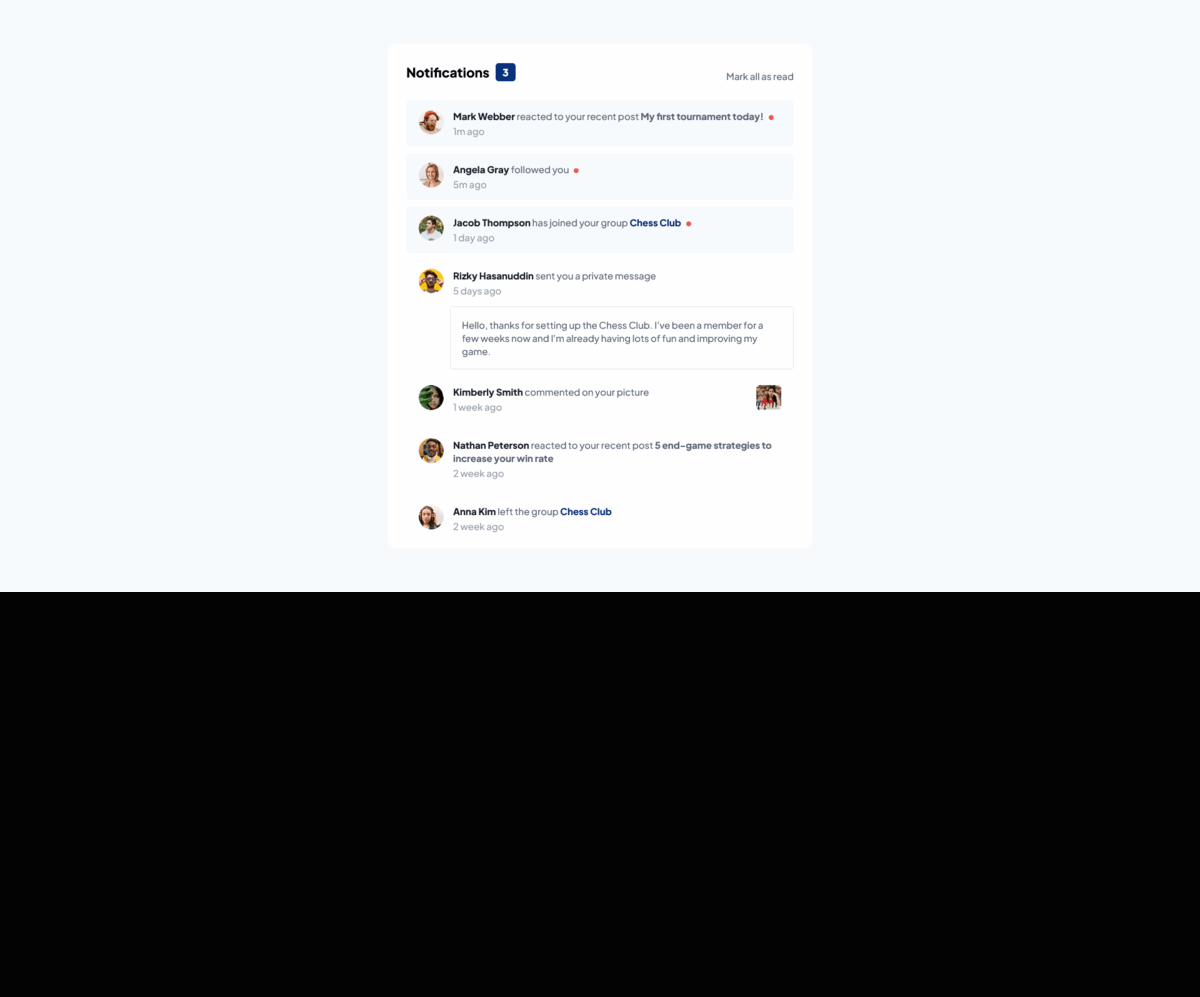 Notifications 3
Mark all as read
Mark Webber reacted to your recent post My first tournament today!
1m ago
Angela Gray followed you
5m ago
Jacob Thompson has joined your group Chess Club
1 day ago
Rizky Hasanuddin sent you a private message
5 days ago
Hello, thanks for setting up the Chess Club. I've been a member for a
few weeks now and I'm already having lots of fun and improving my
game.
Kimberly Smith commented on your picture
1 week ago
Nathan Peterson reacted to your recent post 5 end-game strategies to
increase your win rate
2 week ago
Anna Kim left the group Chess Club
2 week ago